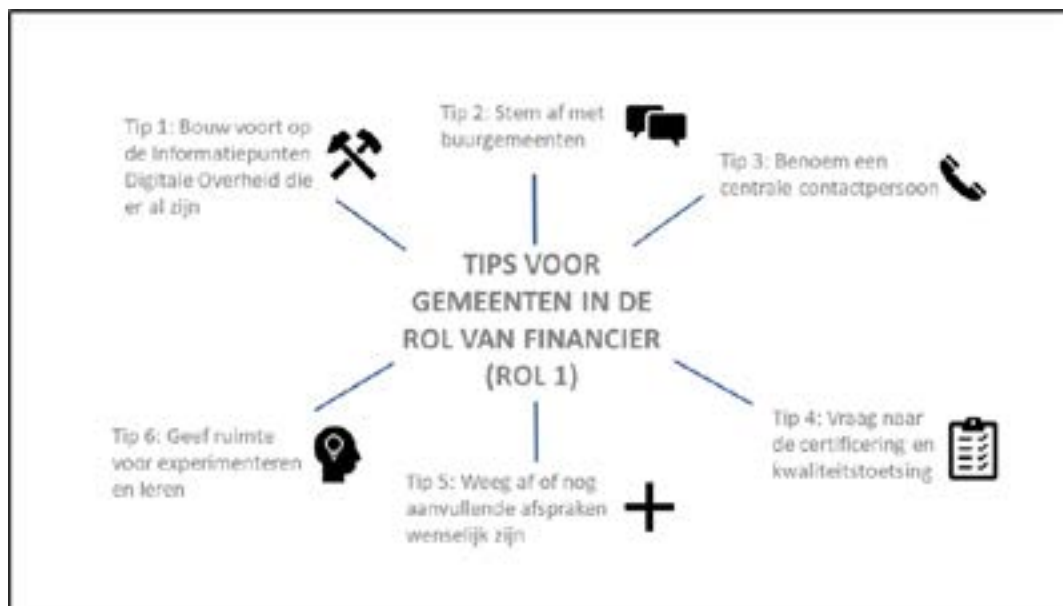 Tip 1: Bouw voort op
de Informatiepunten
Digitale Overheid die
er al zijn
Tip 2: Stem af met
buurgemeenten
Tip 3: Benoem een
centrale contactpersoon
TIPS VOOR
GEMEENTEN IN DE
ROL VAN FINANCIER
(ROL 1)
Tip 4: Vraag naar
de certificering en
kwaliteitstoetsing
Tip 5: Weeg af of nog
aanvullende afspraken
wenselijk zijn
Tip 6: Geef ruimte
voor experimenteren
en leren